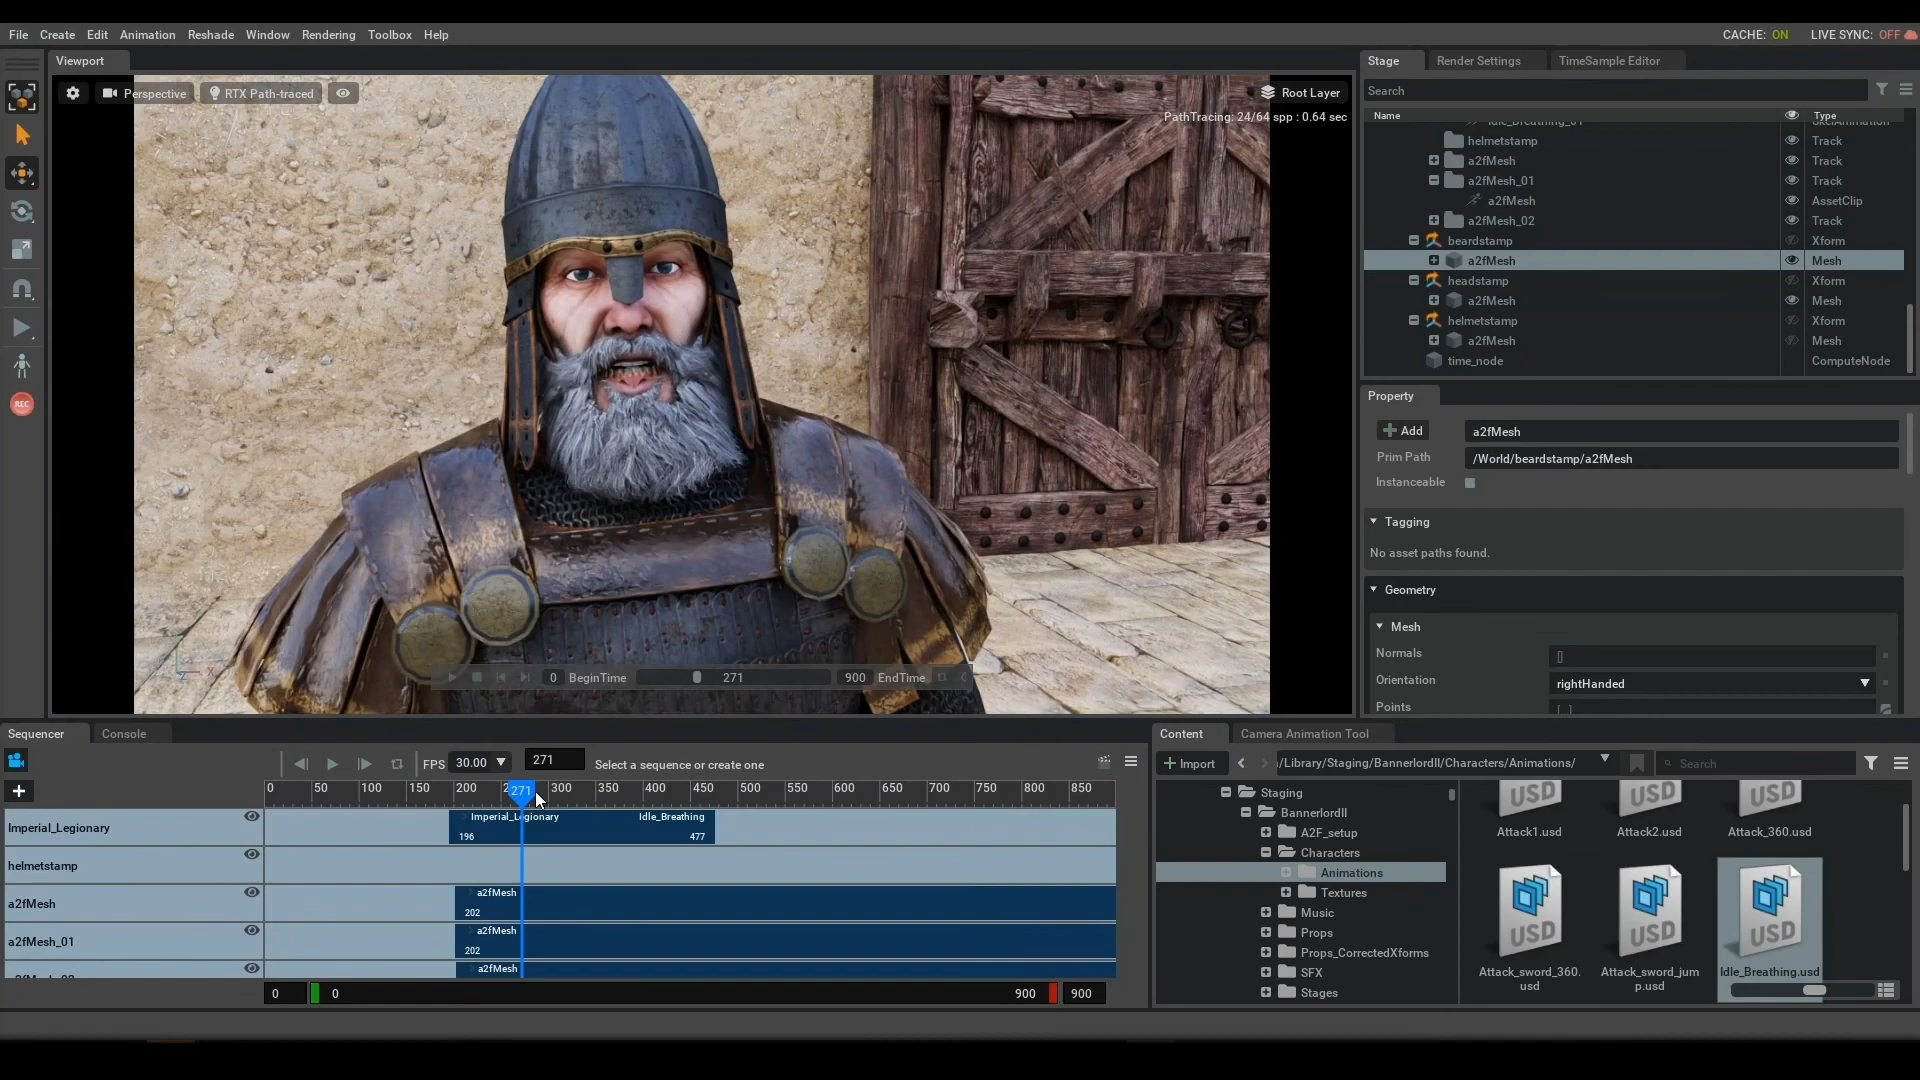 File Create Edit Animation Reshade Window Rendering Toolbox Help
CACHE: ON LIVE SYNC: OFF
Viewport
Perspective RTX Path-traced
Root Layer
PathTracing: 24/64 spp : 0.64 sec
0 BeginTime 271 900 EndTime
Stage Render Settings TimeSample Editor
Search
Name Type
helmetstamp Track
a2fMesh Track
a2fMesh_01 Track
a2fMesh AssetClip
a2fMesh_02 Track
beardstamp Xform
a2fMesh Mesh
headstamp Xform
a2fMesh Mesh
helmetstamp Xform
a2fMesh Mesh
time_node ComputeNode
Property
Add a2fMesh
Prim Path /World/beardstamp/a2fMesh
Instanceable
Tagging
No asset paths found.
Geometry
Mesh
Normals []
Orientation rightHanded
Points
REC
X
Z
Sequencer Console
FPS 30.00 271 Select a sequence or create one
0 50 100 150 200 271 300 350 400 450 500 550 600 650 700 750 800 850
Imperial_Legionary
Imperial_Legionary Idle_Breathing
196 477
helmetstamp
a2fMesh
a2fMesh
202
a2fMesh_01
a2fMesh
202
a2fMesh
0 0 900 900
Content Camera Animation Tool
Import /Library/Staging/BannerlordII/Characters/Animations/ Search
Staging
BannerlordII
A2F_setup
Characters
Animations
Textures
Music
Props
Props_CorrectedXforms
SFX
Stages
USD USD USD
Attack1.usd Attack2.usd Attack_360.usd
USD USD USD
Attack_sword_360.usd
Attack_sword_jump.usd
Idle_Breathing.usd